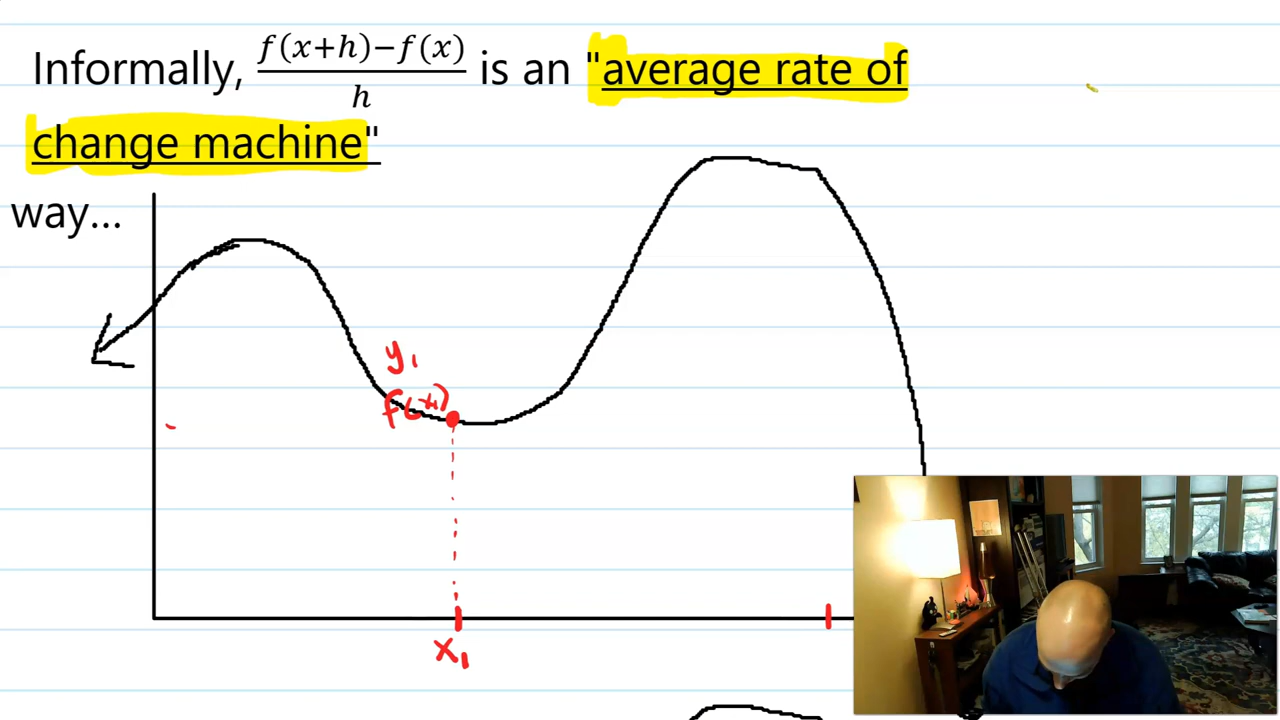 Informally, f(x+h)−f(x)/h is an "average rate of
change machine"
way...
y₁
f(x₁)
x₁